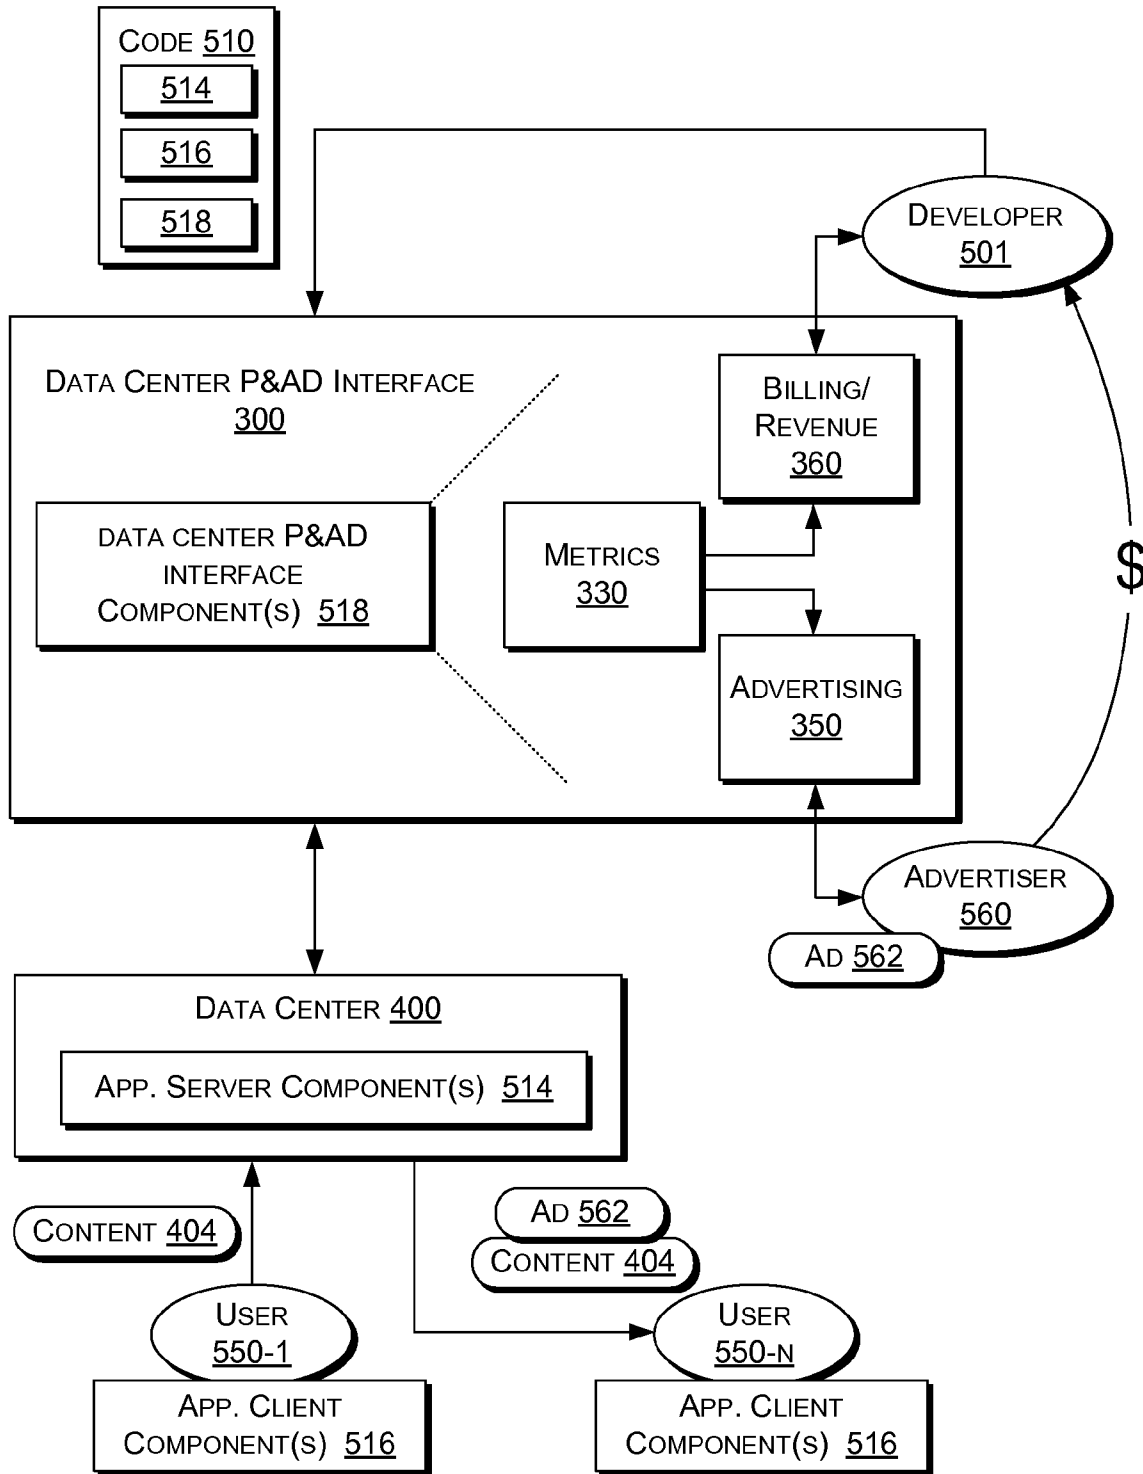 CODE 510
514
516
518
DEVELOPER
501
DATA CENTER P&AD INTERFACE
300
BILLING/
REVENUE
360
DATA CENTER P&AD
INTERFACE
COMPONENT(S) 518
METRICS
330
$
ADVERTISING
350
ADVERTISER
560
AD 562
DATA CENTER 400
APP. SERVER COMPONENT(S) 514
CONTENT 404
AD 562
CONTENT 404
USER
550-1
USER
550-N
APP. CLIENT
COMPONENT(S) 516
APP. CLIENT
COMPONENT(S) 516